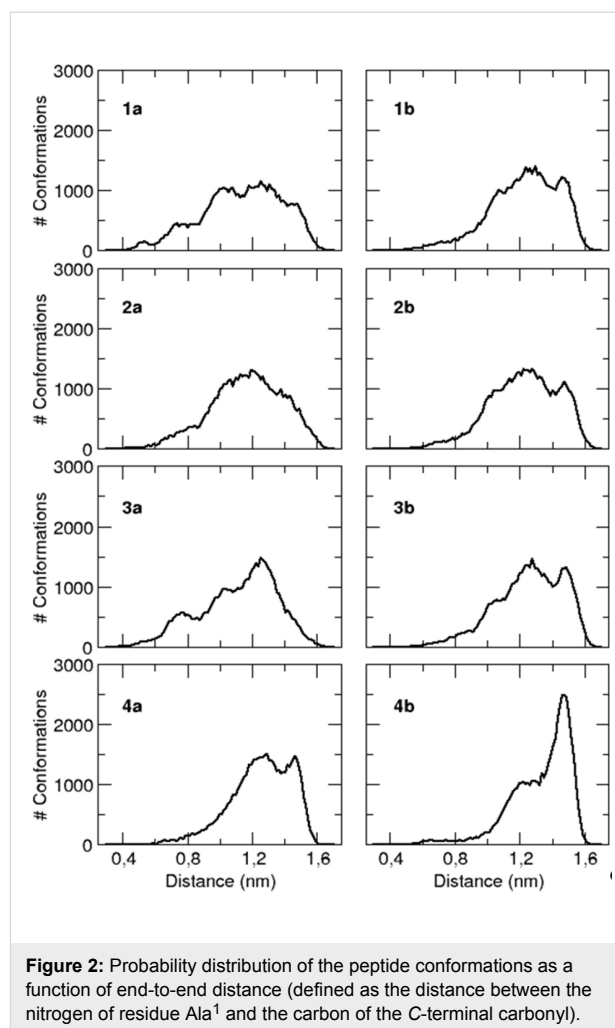 3000
2000
1000
0
# Conformations
1a
1b
3000
2000
1000
0
# Conformations
2a
2b
3000
2000
1000
0
# Conformations
3a
3b
3000
2000
1000
0
# Conformations
4a
4b
0,4 0,8 1,2 1,6
0,4 0,8 1,2 1,6
Distance (nm)
Distance (nm)
Figure 2: Probability distribution of the peptide conformations as a
function of end-to-end distance (defined as the distance between the
nitrogen of residue Ala¹ and the carbon of the C-terminal carbonyl).